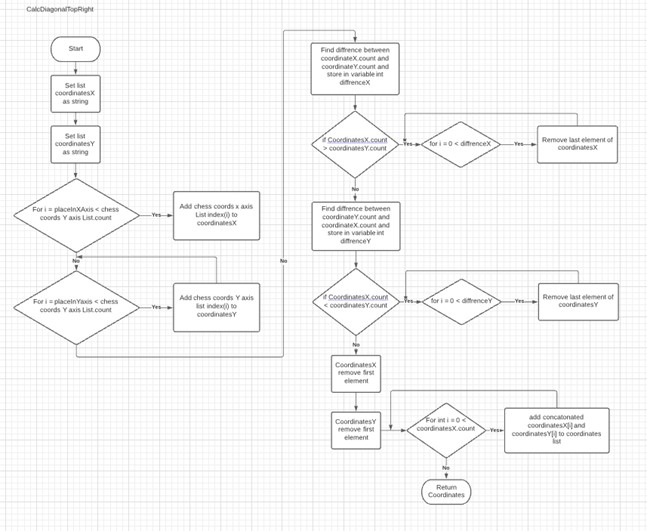 CalcDiagonalTopRight
Start
Set list
coordinatesX
as string
Set list
coordinatesY
as string
For i = placeInXAxis < chess
coords Y axis List.count
Yes
Add chess coords x axis
List index(i) to
coordinatesX
No
For i = placeInYaxis < chess
coords Y axis List.count
Yes
Add chess coords Y axis
list index(i) to
coordinatesY
No
Find diffrence between
coordinateX.count and
coordinateY.count and
store in variable int
diffrenceX
if CoordinatesX.count
> coordinatesY.count
Yes
for i = 0 < diffrenceX
Yes
Remove last element of
coordinatesX
No
Find diffrence between
coordinateY.count and
coordinateX.count and
store in variable int
diffrenceY
if CoordinatesX.count
< coordinatesY.count
Yes
for i = 0 < diffrenceY
Yes
Remove last element of
coordinatesY
No
CoordinatesX
remove first
element
CoordinatesY
remove first
element
For int i = 0 <
coordinatesX.count
Yes
add concatonated
coordinatesX[i] and
coordinatesY[i] to coordinates
list
No
Return
Coordinates